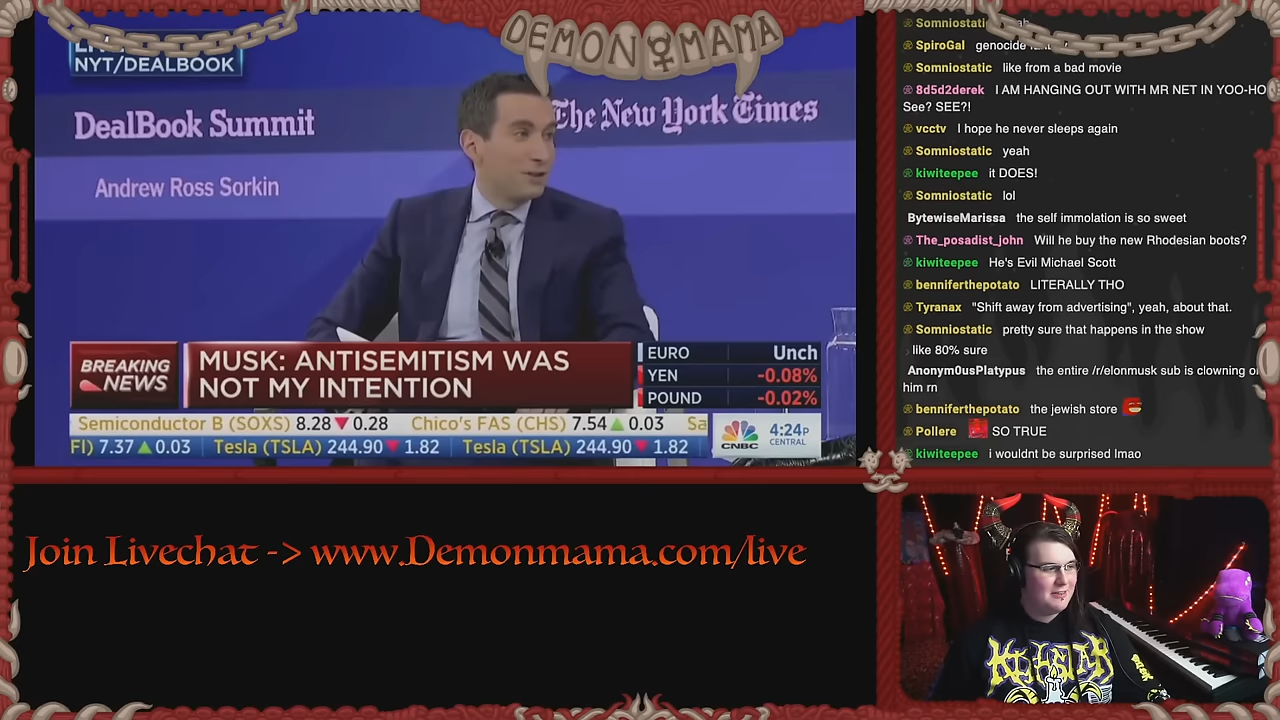 DEMON MAMA
NYT/DEALBOOK
DealBook Summit
The New York Times
Andrew Ross Sorkin
BREAKING
NEWS
MUSK: ANTISEMITISM WAS
NOT MY INTENTION
EURO Unch
YEN -0.08%
POUND -0.02%
Semiconductor B (SOXS) 8.28▼0.28 Chico's FAS (CHS) 7.54▲0.03 Sa
FI) 7.37▲0.03 Tesla (TSLA) 244.90▼1.82 Tesla (TSLA) 244.90▼1.82
CNBC
4:24P
CENTRAL
Somniostatic
SpiroGal genocide
Somniostatic like from a bad movie
8d5d2derek I AM HANGING OUT WITH MR NET IN YOO-HO
See? SEE?!
vcctv I hope he never sleeps again
Somniostatic yeah
kiwiteepee it DOES!
Somniostatic lol
BytewiseMarissa the self immolation is so sweet
The_posadist_john Will he buy the new Rhodesian boots?
kiwiteepee He's Evil Michael Scott
benniferthepotato LITERALLY THO
Tyranax "Shift away from advertising", yeah, about that.
Somniostatic pretty sure that happens in the show
like 80% sure
Anonym0usPlatypus the entire /r/elonmusk sub is clowning on
him rn
benniferthepotato the jewish store
Pollere SO TRUE
kiwiteepee i wouldnt be surprised lmao
Join Livechat -> www.Demonmama.com/live